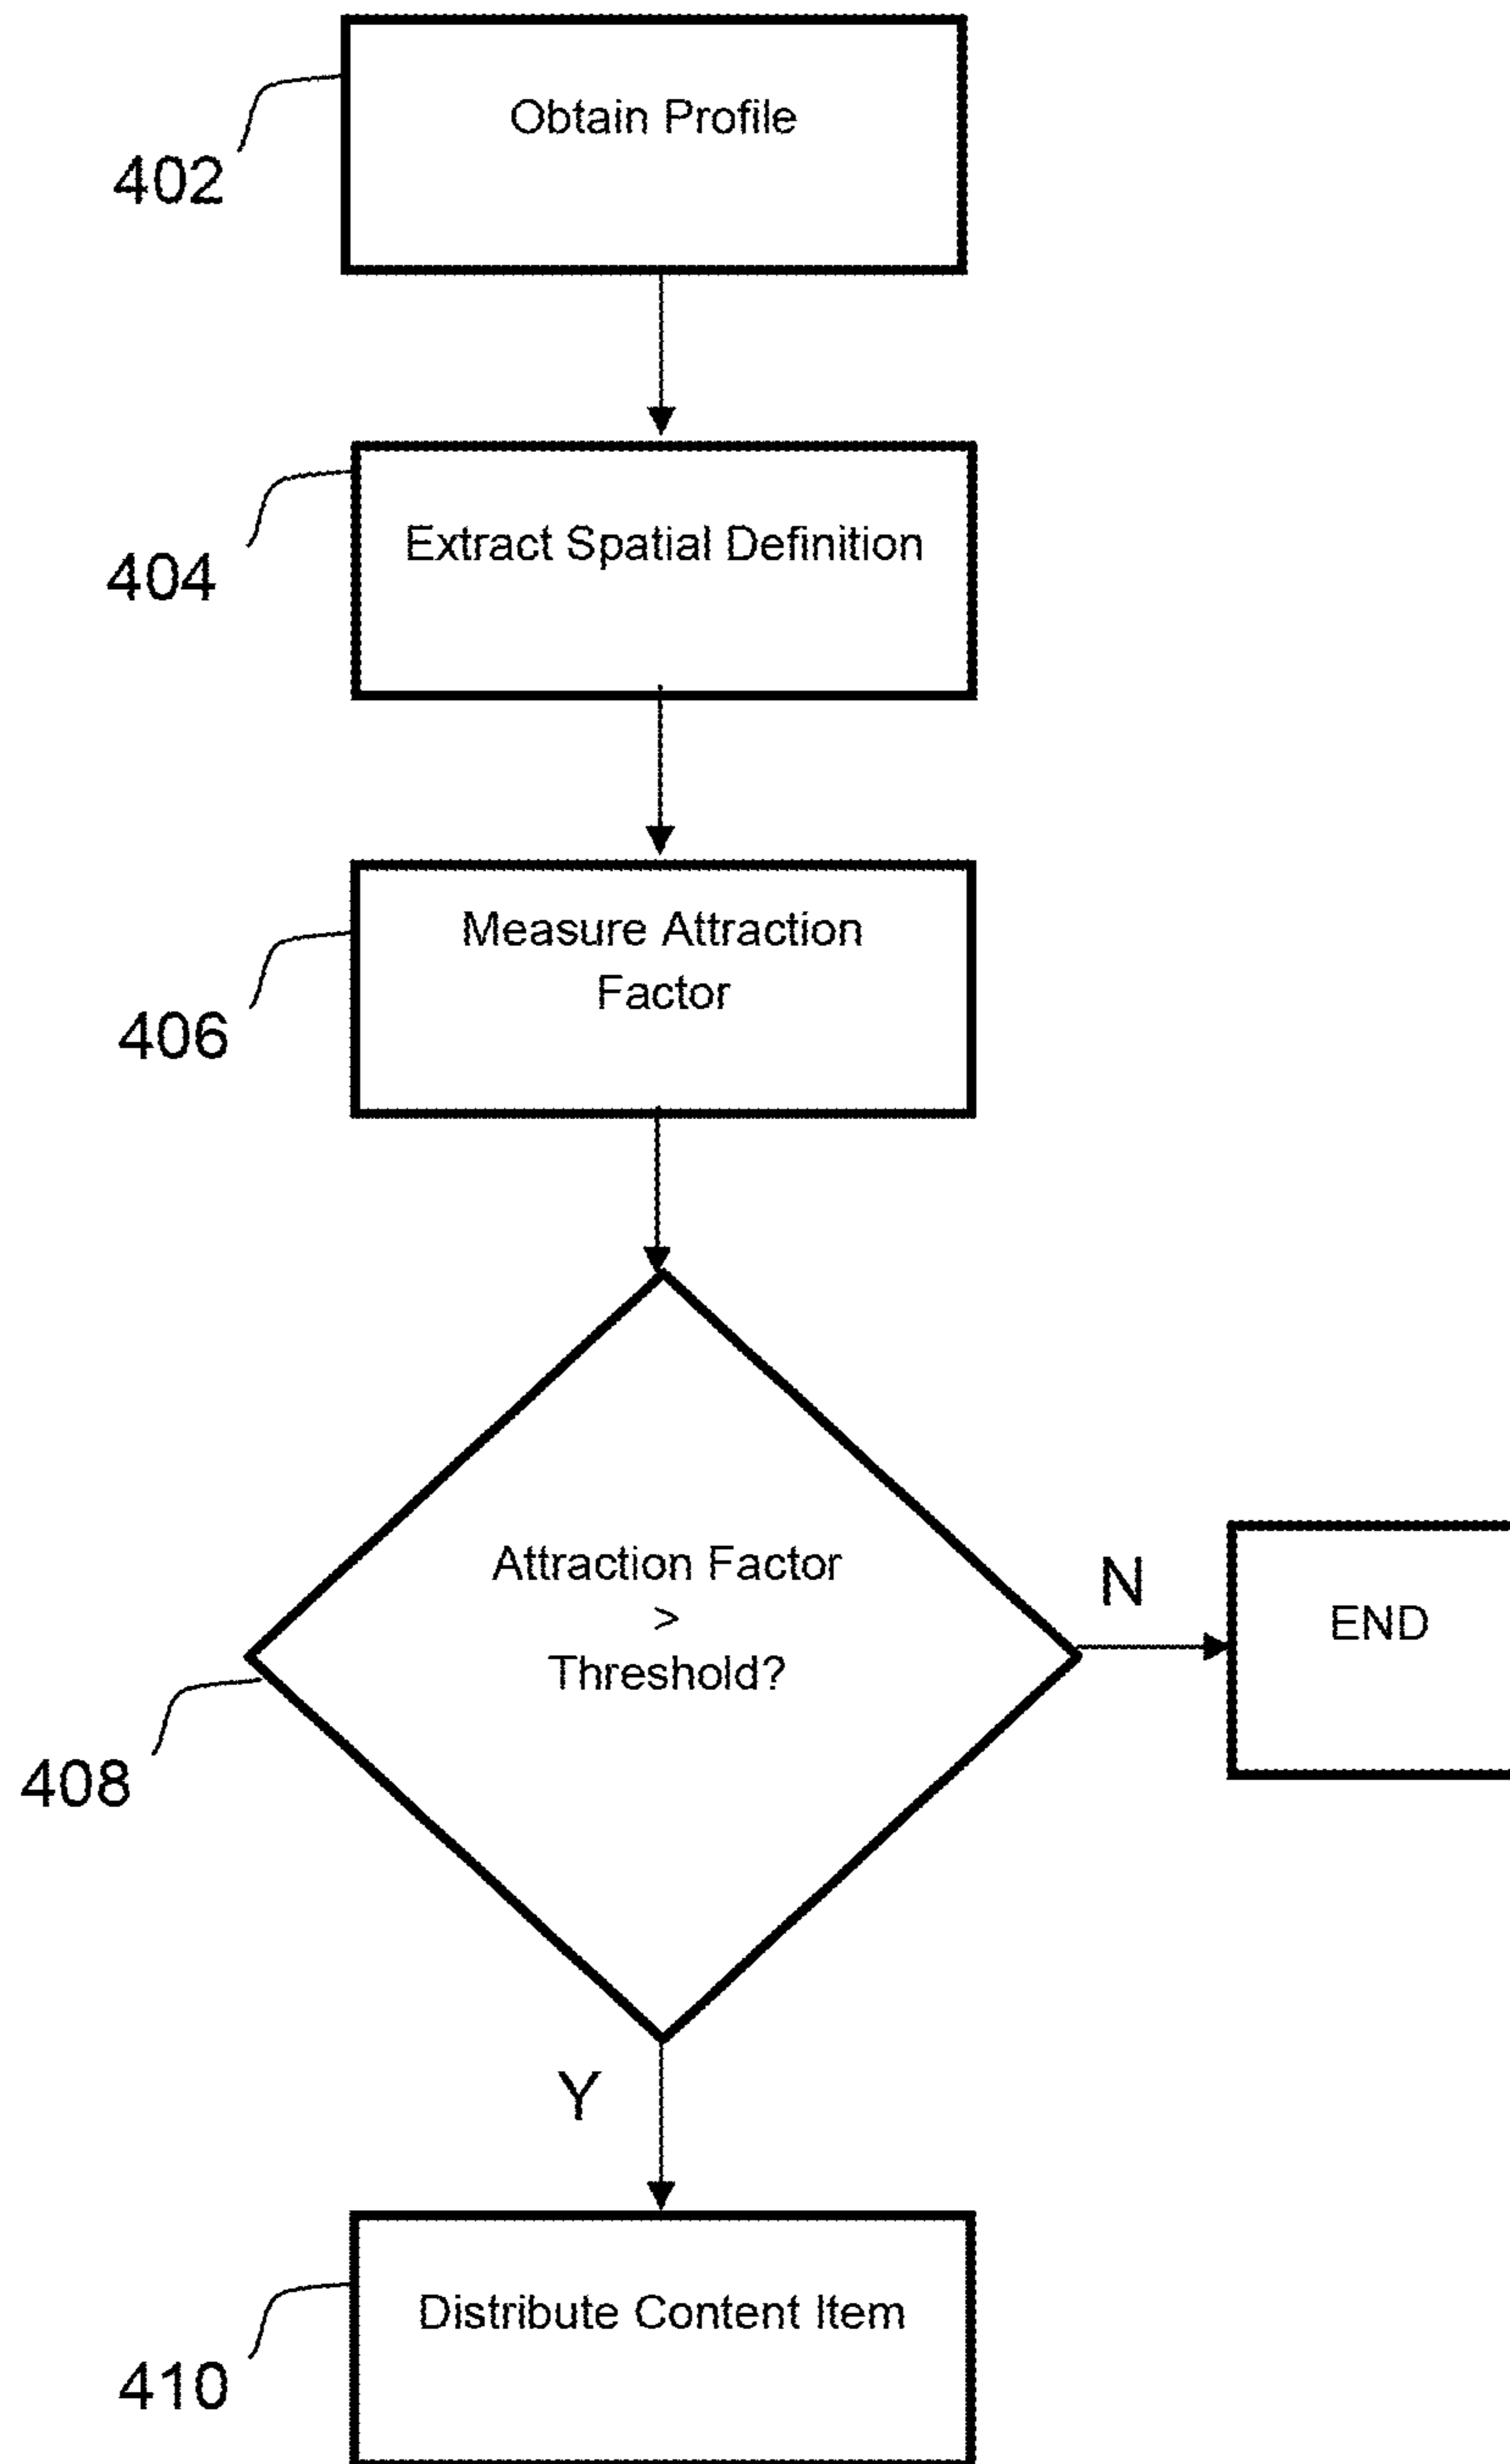 Obtain Profile
402
Extract Spatial Definition
404
Measure Attraction
Factor
406
Attraction Factor
>
Threshold?
N
END
408
Y
Distribute Content Item
410